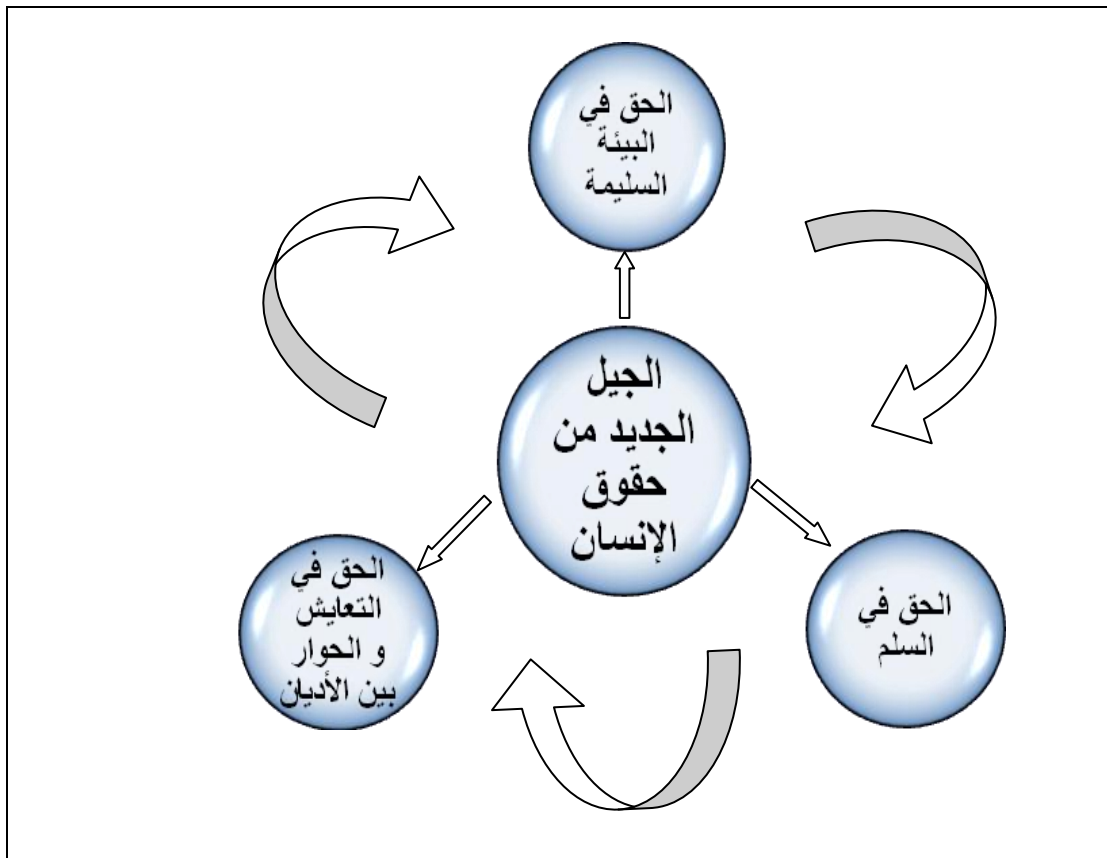 الحق في
البيئة
السليمة
الجيل
الجديد من
حقوق
الإنسان
الحق في
السلم
الحق في
التعايش
و الحوار
بين الأديان